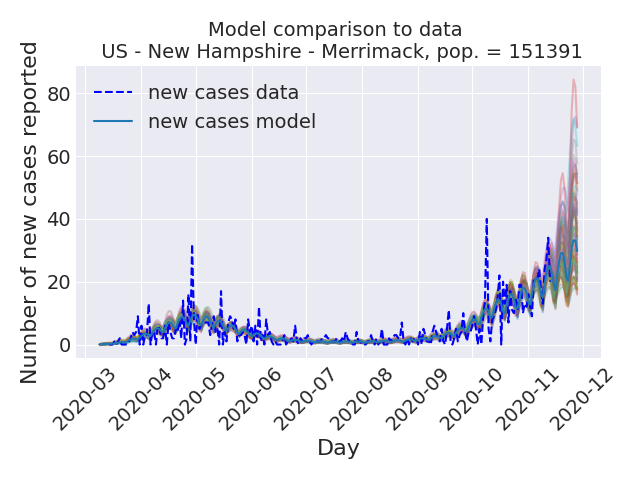 Model comparison to data
US - New Hampshire - Merrimack, pop. = 151391
Number of new cases reported
80
60
40
20
0
new cases data
new cases model
2020-03
2020-04
2020-05
2020-06
2020-07
2020-08
2020-09
2020-10
2020-11
2020-12
Day